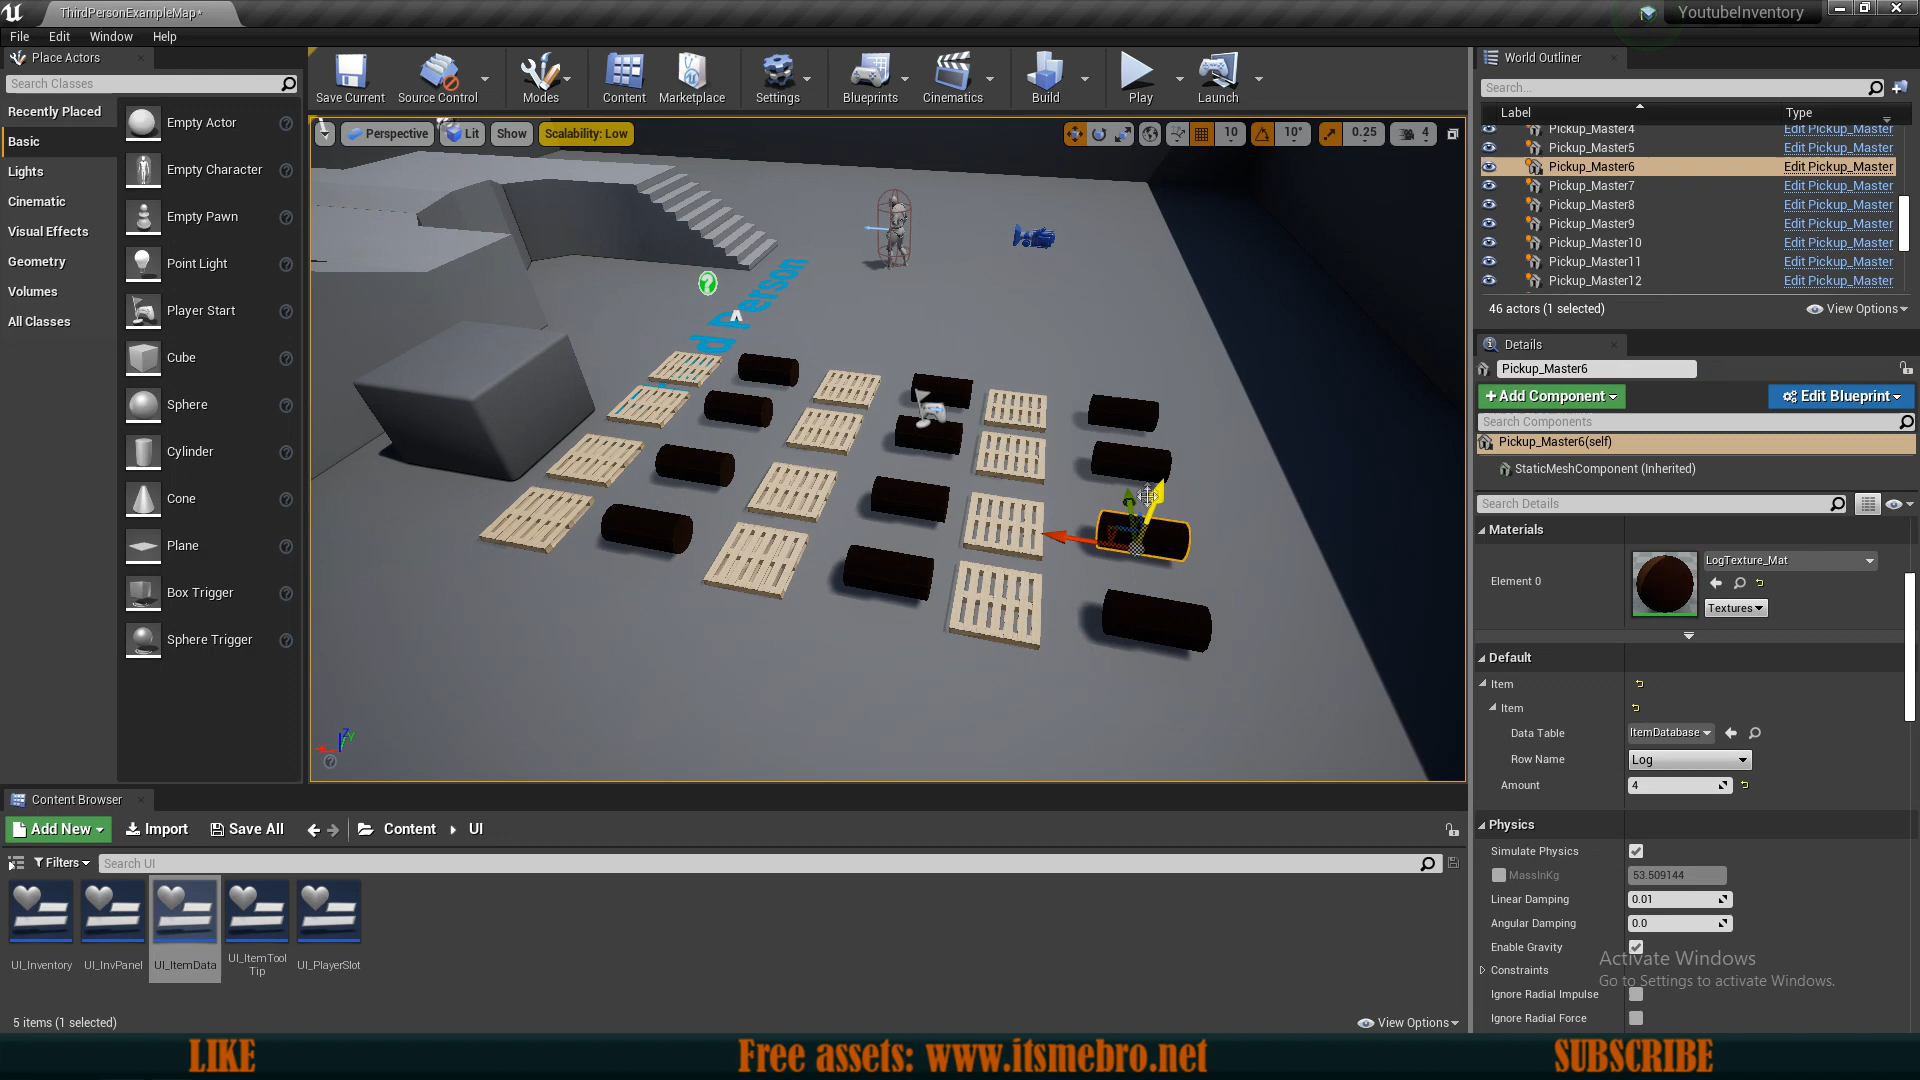 ThirdPersonExampleMap*
YoutubeInventory
File Edit Window Help
Place Actors
Search Classes
Recently Placed
Basic
Lights
Cinematic
Visual Effects
Geometry
Volumes
All Classes
Empty Actor
Empty Character
Empty Pawn
Point Light
Player Start
Cube
Sphere
Cylinder
Cone
Plane
Box Trigger
Sphere Trigger
Save Current Source Control Modes Content Marketplace Settings Blueprints Cinematics Build Play Launch
Perspective Lit Show Scalability: Low 10 10° 0.25 4
d Person
World Outliner
Search...
Label Type
Pickup_Master4 Edit Pickup_Master
Pickup_Master5 Edit Pickup_Master
Pickup_Master6 Edit Pickup_Master
Pickup_Master7 Edit Pickup_Master
Pickup_Master8 Edit Pickup_Master
Pickup_Master9 Edit Pickup_Master
Pickup_Master10 Edit Pickup_Master
Pickup_Master11 Edit Pickup_Master
Pickup_Master12 Edit Pickup_Master
46 actors (1 selected) View Options
Details
Pickup_Master6
+Add Component Edit Blueprint
Search Components
Pickup_Master6(self)
StaticMeshComponent (Inherited)
Search Details
Materials
Element 0
LogTexture_Mat
Textures
Default
Item
Item
Data Table ItemDatabase
Row Name Log
Amount 4
Physics
Simulate Physics
MassInKg 53.509144
Linear Damping 0.01
Angular Damping 0.0
Enable Gravity
Constraints
Ignore Radial Impulse
Ignore Radial Force
Activate Windows
Go to Settings to activate Windows.
Content Browser
Add New Import Save All Content UI
Filters Search UI
UI_Inventory
UI_InvPanel
UI_ItemData
UI_ItemTool
Tip
UI_PlayerSlot
5 items (1 selected) View Options
LIKE Free assets: www.itsmebro.net SUBSCRIBE